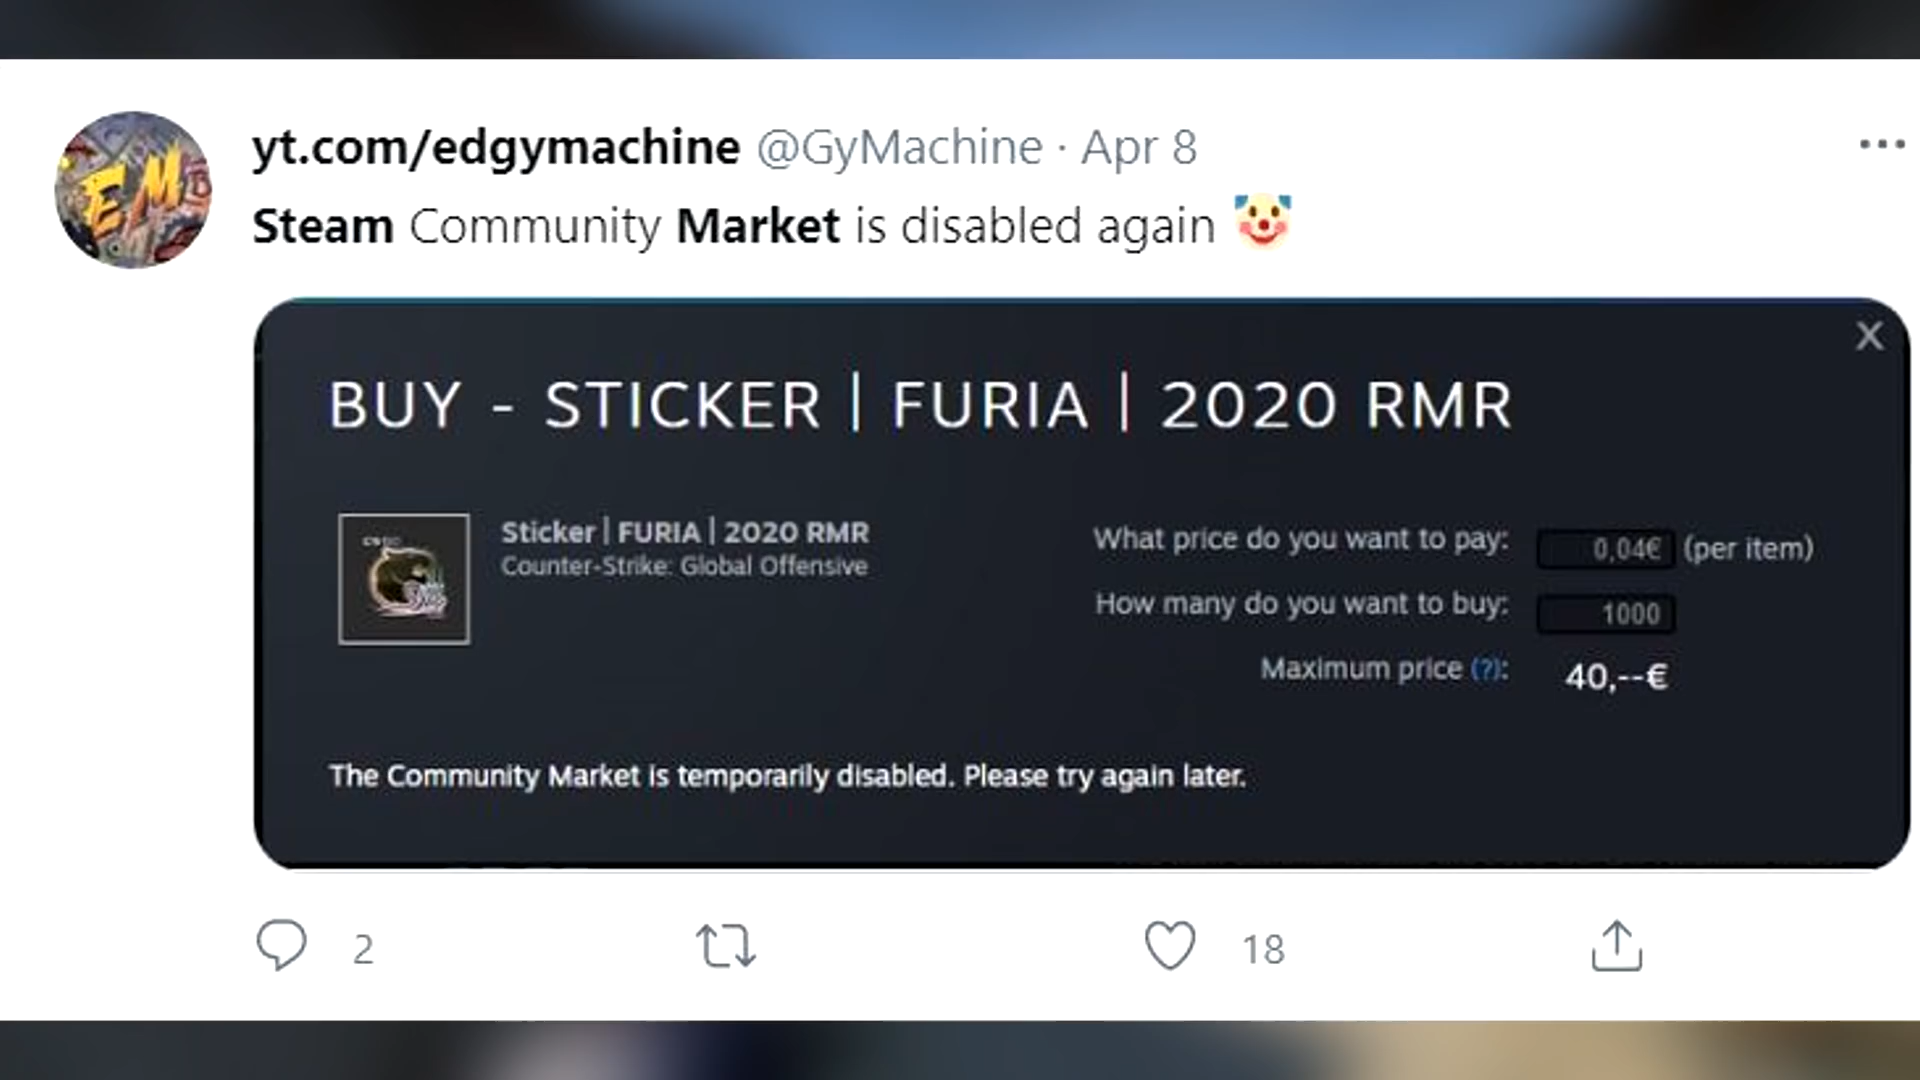 yt.com/edgymachine @GyMachine · Apr 8
Steam Community Market is disabled again 🤡
X
BUY - STICKER | FURIA | 2020 RMR
Sticker | FURIA | 2020 RMR
Counter-Strike: Global Offensive
What price do you want to pay: 0,04€ (per item)
How many do you want to buy: 1000
Maximum price (?): 40,--€
The Community Market is temporarily disabled. Please try again later.
2 18